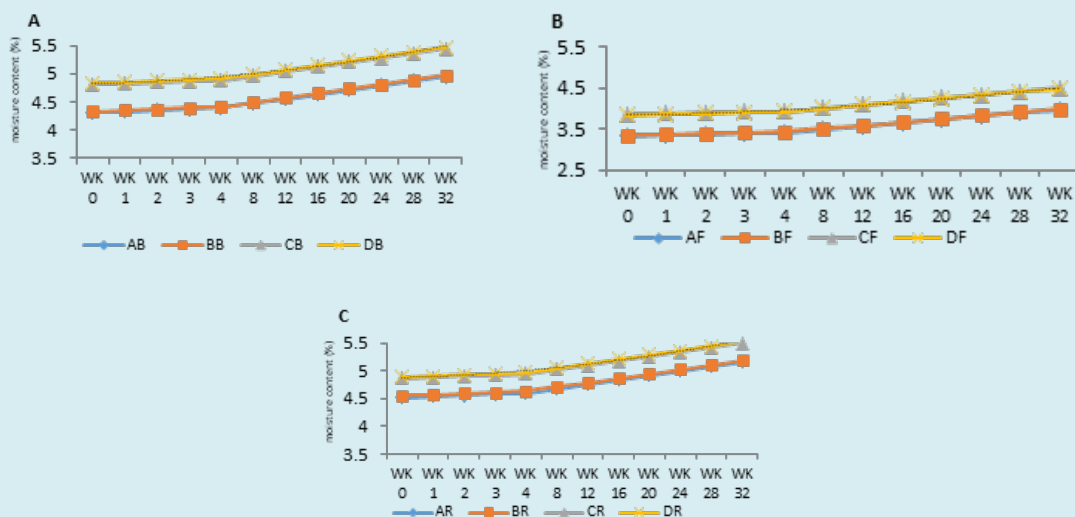 A
moisture content (%)
5.5
5
4.5
4
3.5
WK WK WK WK WK WK WK WK WK WK WK WK
0 1 2 3 4 8 12 16 20 24 28 32
AB BB CB DB
B
moisture content (%)
5.5
4.5
3.5
2.5
WK WK WK WK WK WK WK WK WK WK WK WK
0 1 2 3 4 8 12 16 20 24 28 32
AF BF CF DF
C
moisture content (%)
5.5
5
4.5
4
3.5
WK WK WK WK WK WK WK WK WK WK WK WK
0 1 2 3 4 8 12 16 20 24 28 32
AR BR CR DR